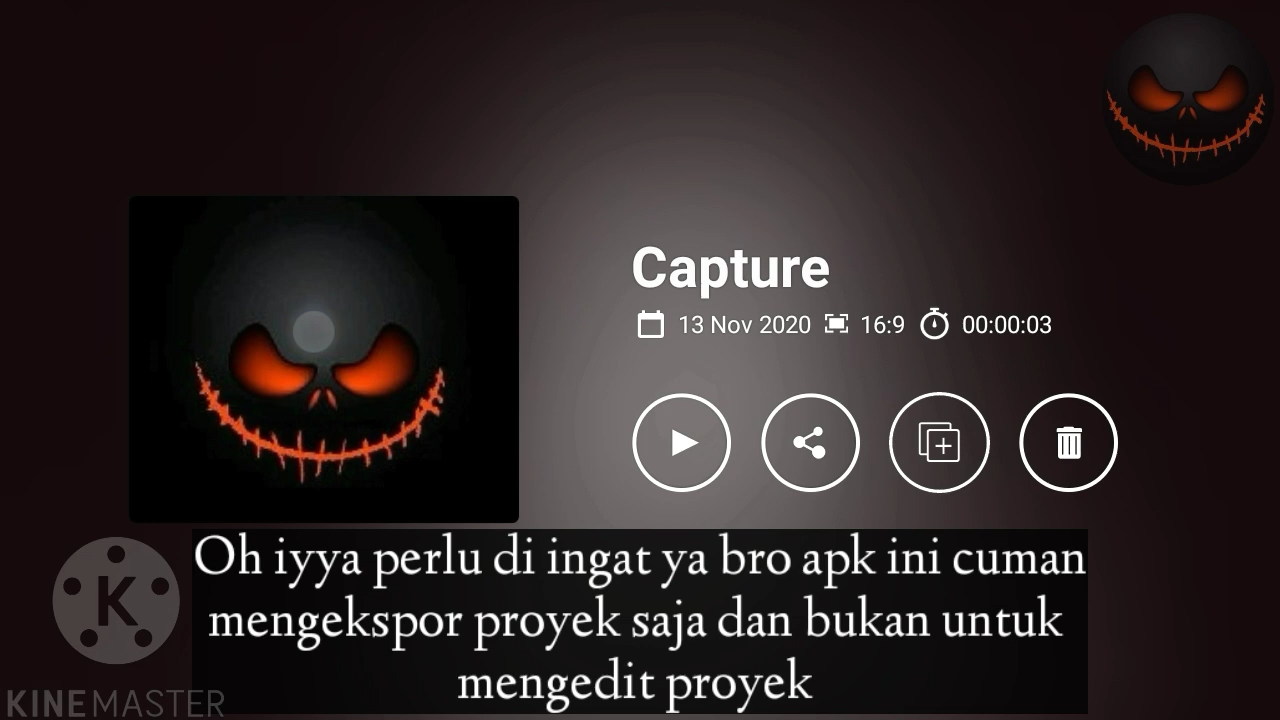 Capture
13 Nov 2020 16:9 00:00:03
Oh iyya perlu di ingat ya bro apk ini cuman
mengekspor proyek saja dan bukan untuk
mengedit proyek
K
KINEMASTER